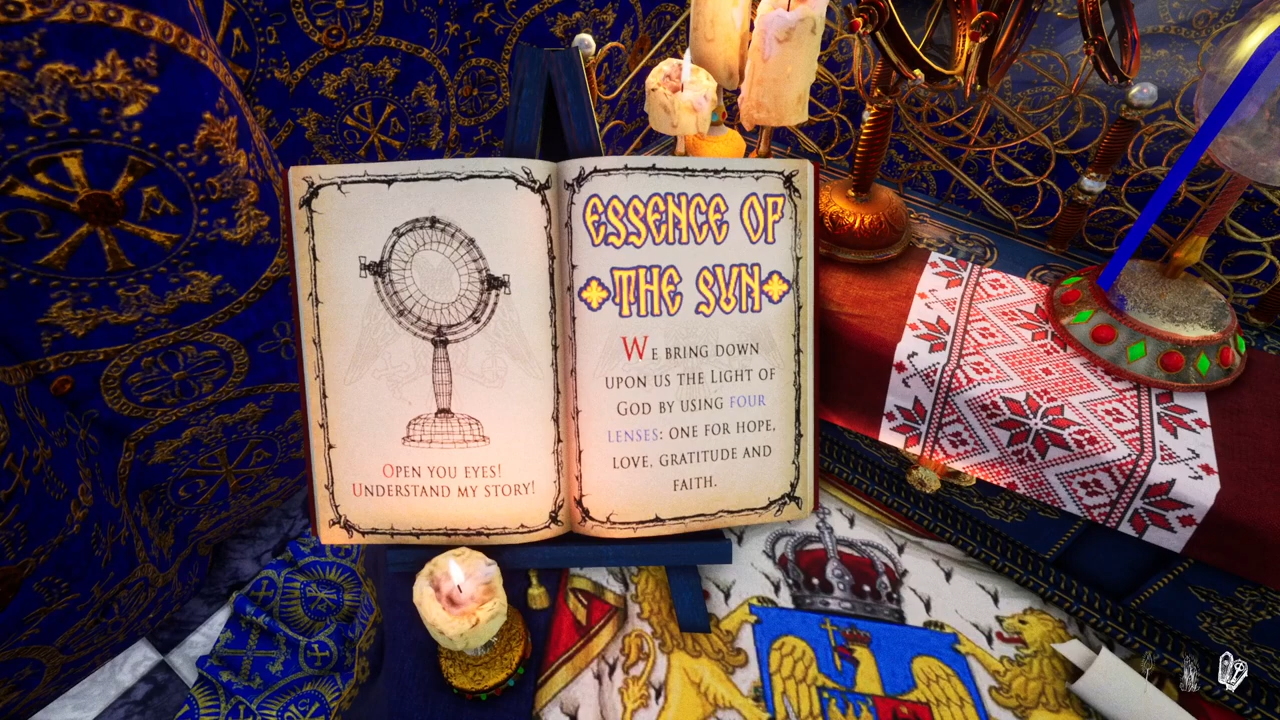 OPEN YOU EYES!
UNDERSTAND MY STORY!
ESSENCE OF
THE SUN
WE BRING DOWN
UPON US THE LIGHT OF
GOD BY USING FOUR
LENSES: ONE FOR HOPE,
LOVE, GRATITUDE AND
FAITH.